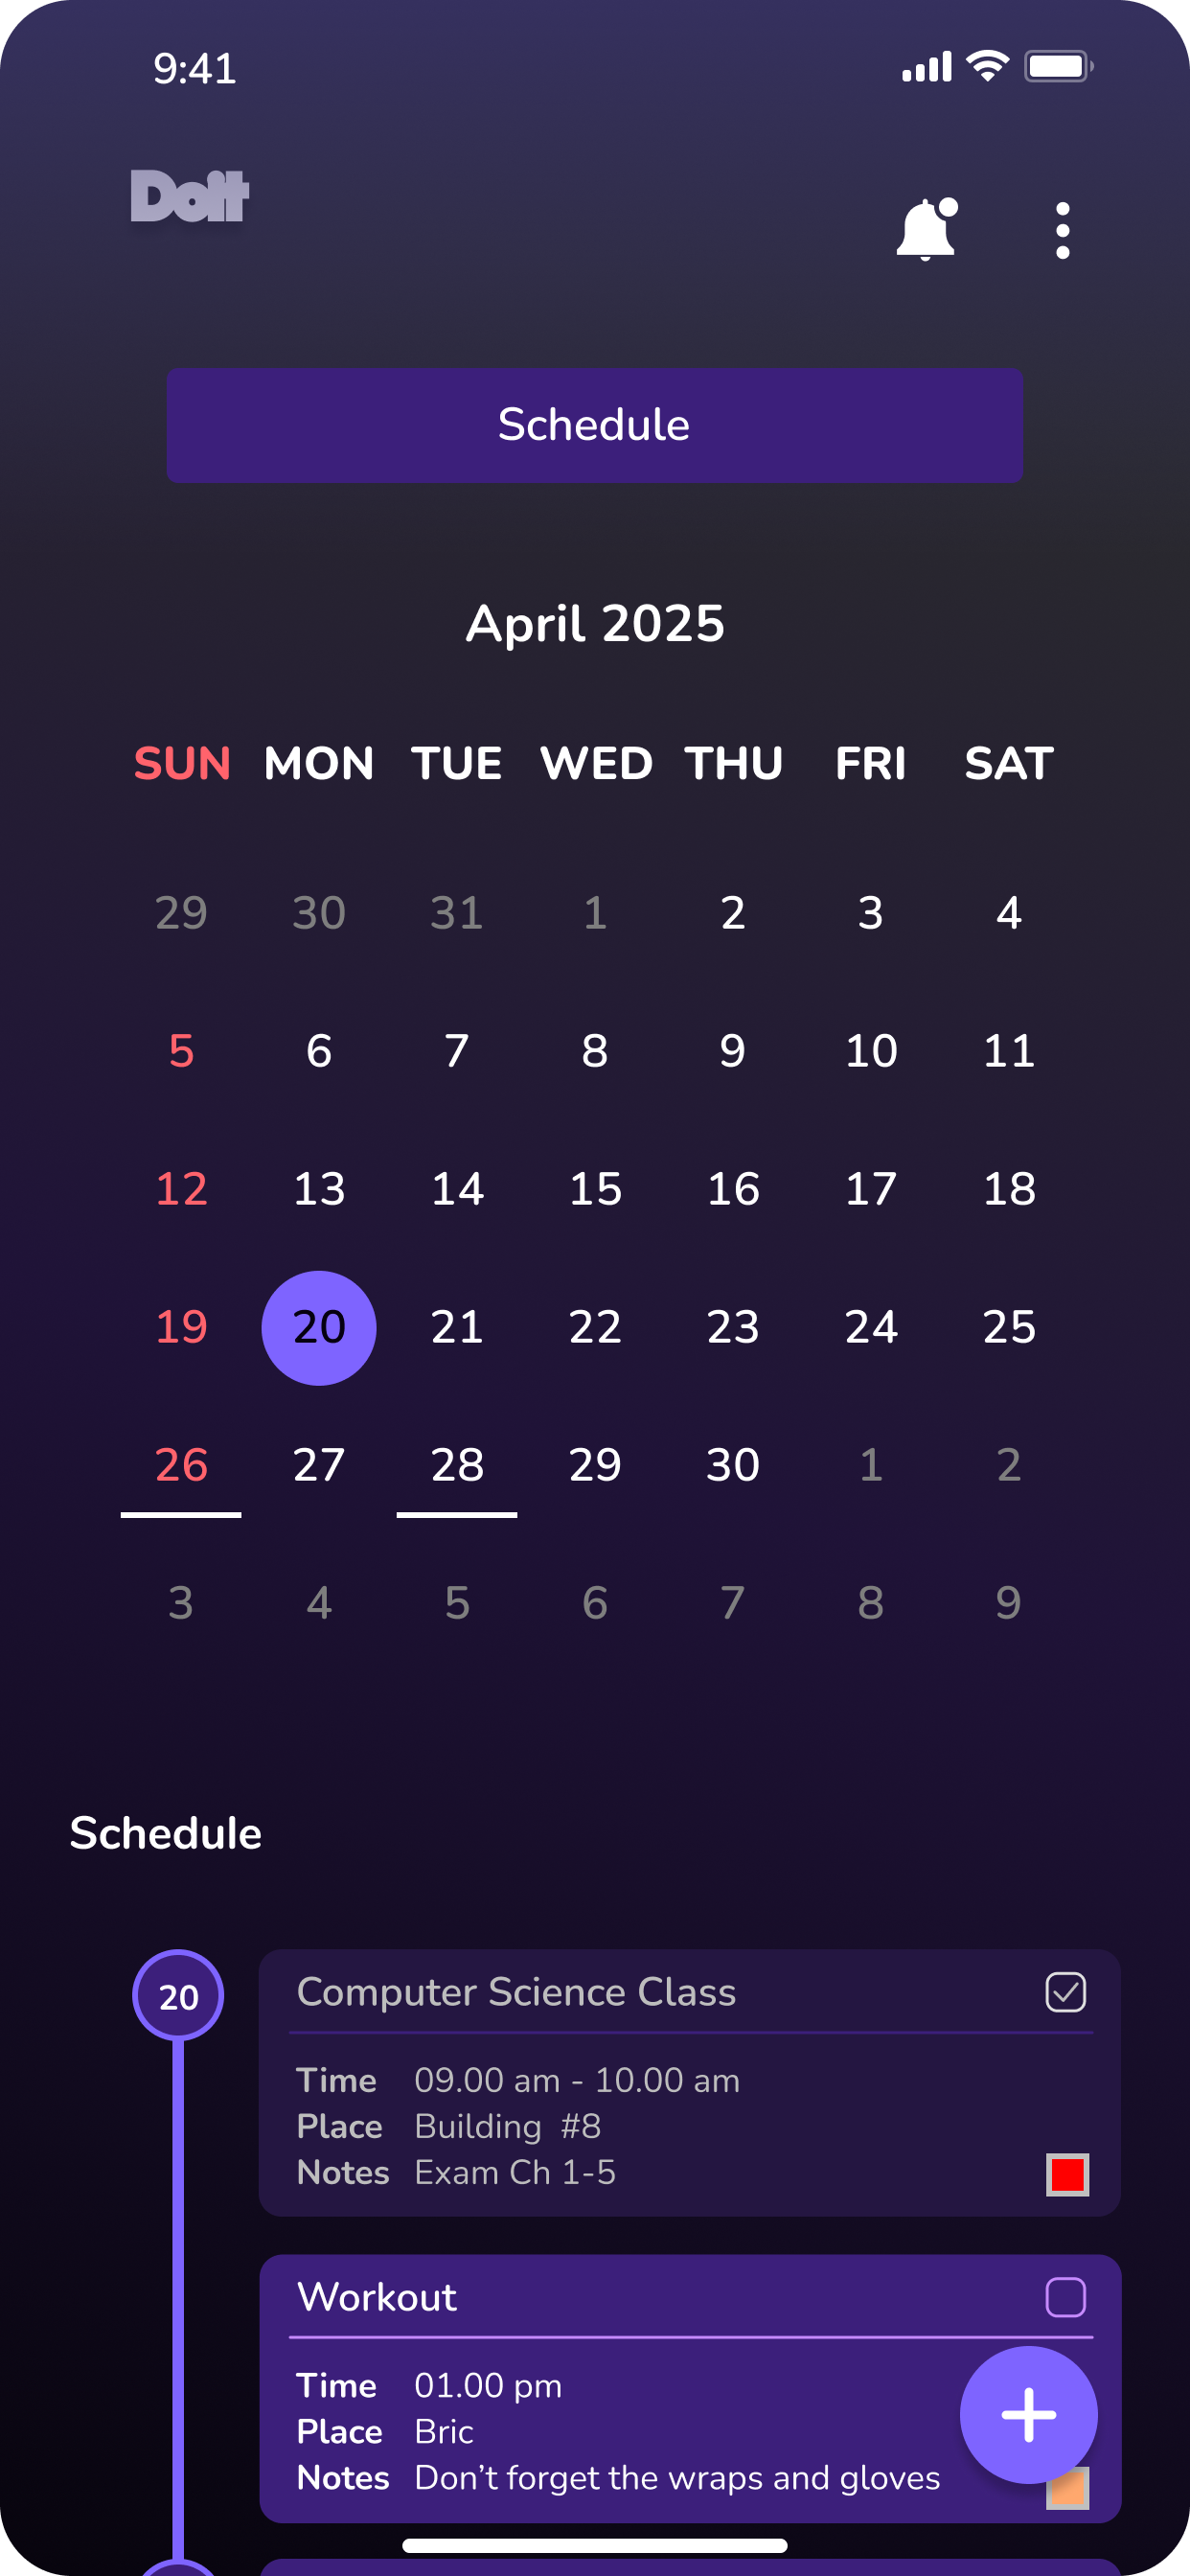 9:41
Doit
Schedule
April 2025
SUN MON TUE WED THU FRI SAT
29 30 31 1 2 3 4
5 6 7 8 9 10 11
12 13 14 15 16 17 18
19 20 21 22 23 24 25
26 27 28 29 30 1 2
3 4 5 6 7 8 9
Schedule
20
Computer Science Class
Time 09.00 am - 10.00 am
Place Building #8
Notes Exam Ch 1-5
Workout
Time 01.00 pm
Place Bric
Notes Don’t forget the wraps and gloves